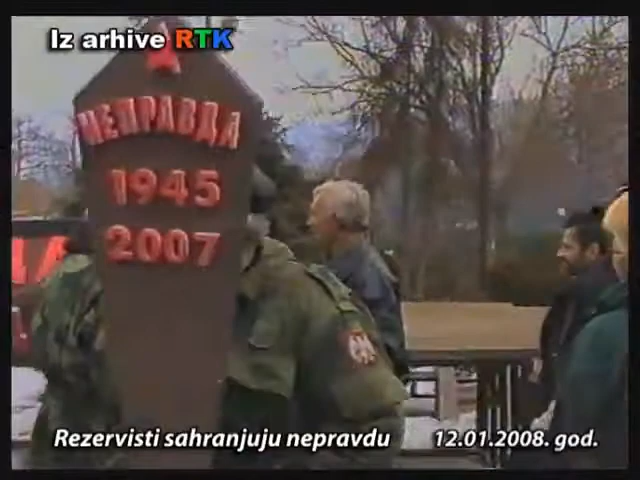 Iz arhive RTK
НЕПРАВДА
1945
2007
Rezervisti sahranjuju nepravdu
12.01.2008. god.